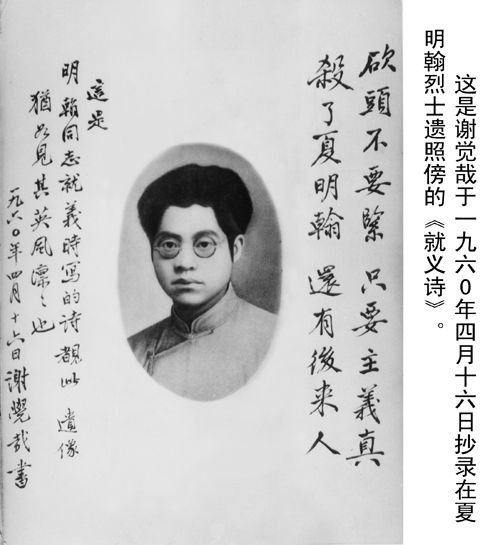 这是谢觉哉于一九六0年四月十六日抄录在夏
明翰烈士遗照傍的《就义诗》。
砍頭不要緊 只要主義真
殺了夏明翰 還有後來人
這是
明翰同志就義時寫的詩 覩此 遺像
猶如見其英風凛々也
一九六〇年四月十六日謝覺哉書